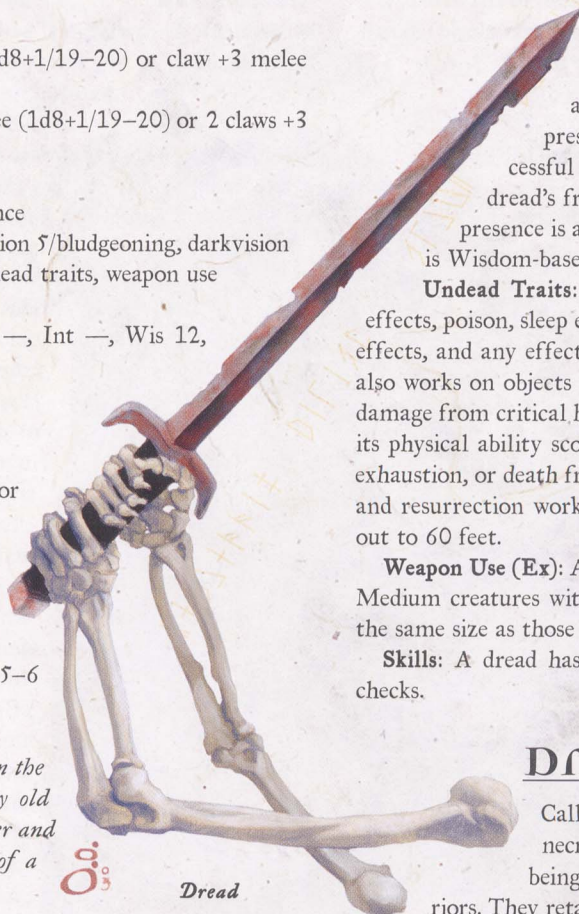 d8+1/19–20) or claw +3 melee
ee (1d8+1/19–20) or 2 claws +3
nce
ion 5/bludgeoning, darkvision
lead traits, weapon use
—, Int —, Wis 12,
or
5–6
n the
y old
er and
of a
Dread
a
pres
cessful
dread's fr
presence is a
is Wisdom-base
Undead Traits:
effects, poison, sleep e
effects, and any effect
also works on objects
damage from critical h
its physical ability sco
exhaustion, or death fr
and resurrection work
out to 60 feet.
Weapon Use (Ex): A
Medium creatures wit
the same size as those
Skills: A dread has
checks.
Call
necr
being
riors. They reta